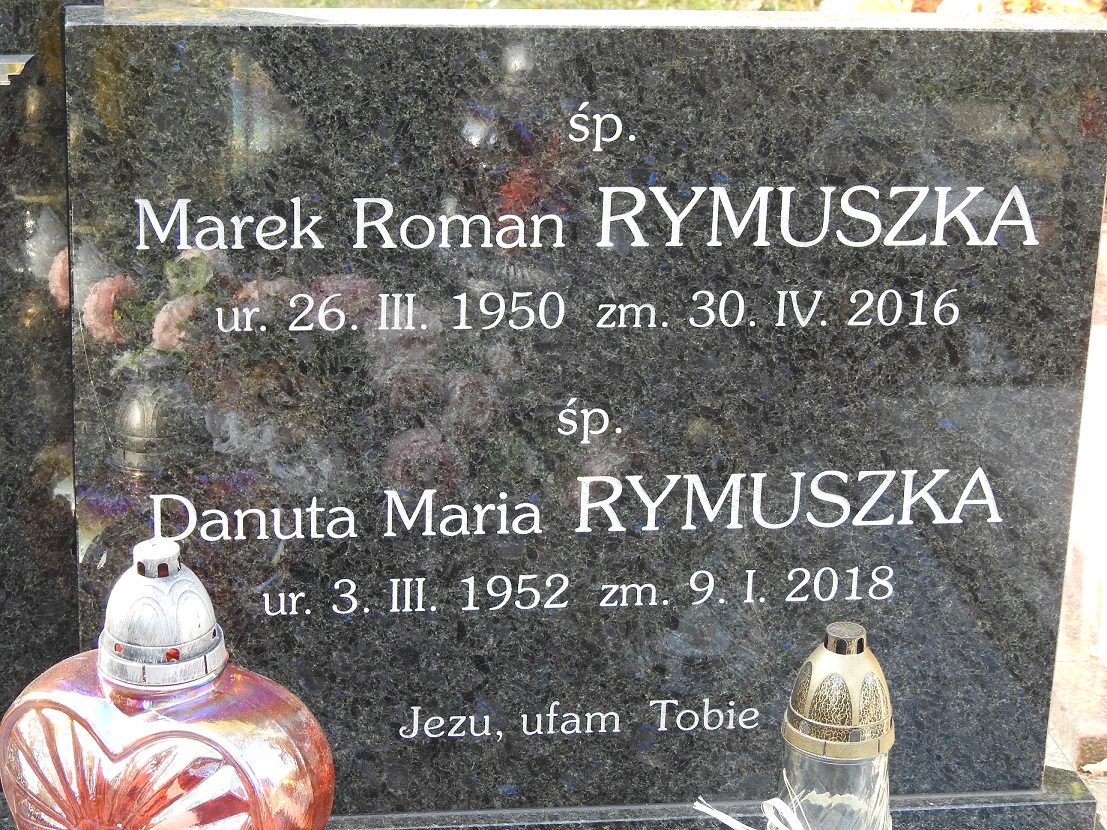 śp.
Marek Roman RYMUSZKA
ur. 26. III. 1950 zm. 30. IV. 2016
śp.
Danuta Maria RYMUSZKA
ur. 3. III. 1952 zm. 9. I. 2018
Jezu, ufam Tobie